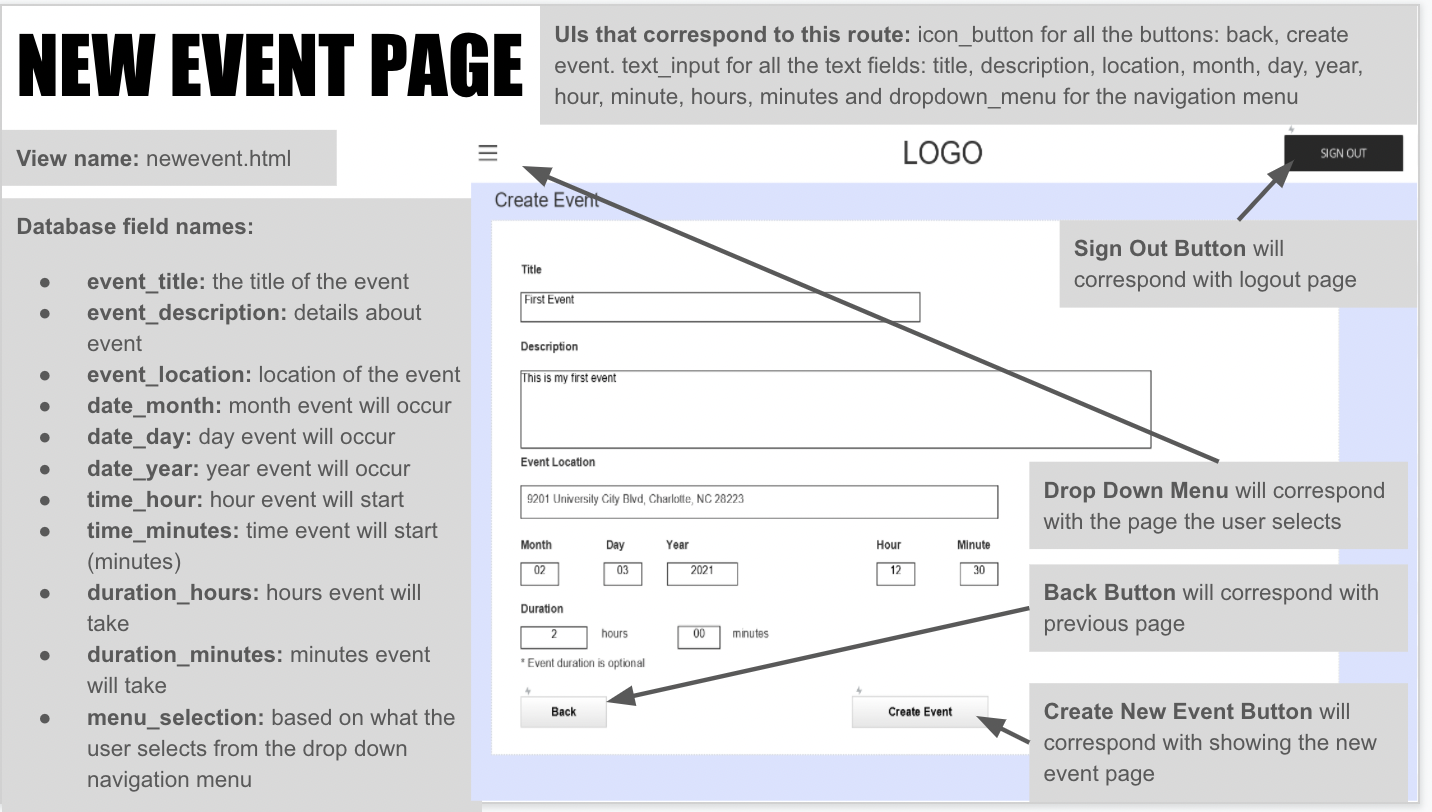 NEW EVENT PAGE
UIs that correspond to this route: icon_button for all the buttons: back, create
event. text_input for all the text fields: title, description, location, month, day, year,
hour, minute, hours, minutes and dropdown_menu for the navigation menu
View name: newevent.html
Database field names:
● event_title: the title of the event
● event_description: details about
event
● event_location: location of the event
● date_month: month event will occur
● date_day: day event will occur
● date_year: year event will occur
● time_hour: hour event will start
● time_minutes: time event will start
(minutes)
● duration_hours: hours event will
take
● duration_minutes: minutes event
will take
● menu_selection: based on what the
user selects from the drop down
navigation menu
LOGO
SIGN OUT
Create Event
Sign Out Button will
correspond with logout page
Title
First Event
Description
This is my first event
Event Location
9201 University City Blvd, Charlotte, NC 28223
Drop Down Menu will correspond
with the page the user selects
Month Day Year Hour Minute
02 03 2021 12 30
Duration
2 hours 00 minutes
* Event duration is optional
Back Button will correspond with
previous page
Back
Create Event
Create New Event Button will
correspond with showing the new
event page